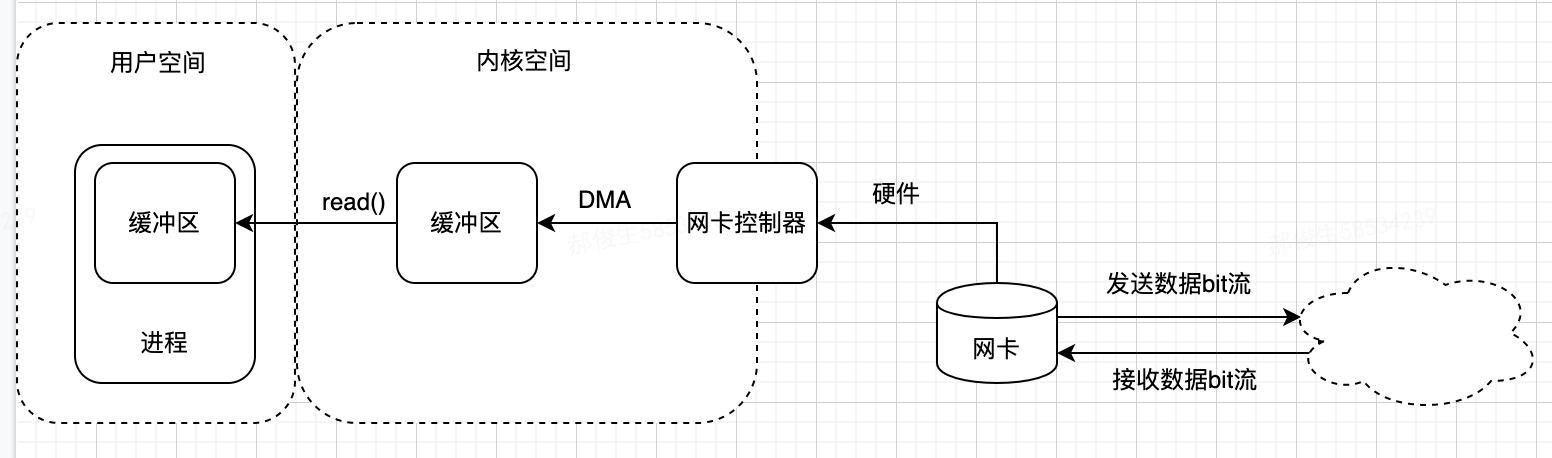 用户空间
内核空间
缓冲区
进程
read()
缓冲区
DMA
网卡控制器
硬件
网卡
发送数据bit流
接收数据bit流